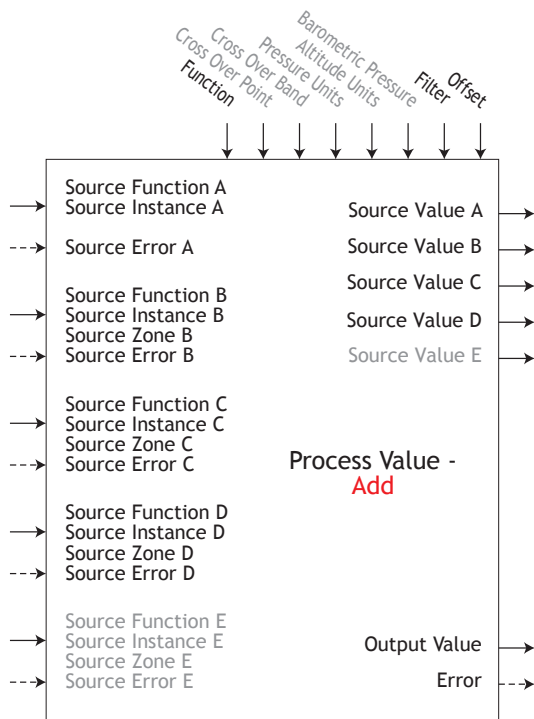 Function
Cross Over Point
Cross Over Band
Pressure Units
Altitude Units
Barometric Pressure
Filter
Offset
Source Function A
Source Instance A
Source Error A
Source Function B
Source Instance B
Source Zone B
Source Error B
Source Function C
Source Instance C
Source Zone C
Source Error C
Source Function D
Source Instance D
Source Zone D
Source Error D
Source Function E
Source Instance E
Source Zone E
Source Error E
Source Value A
Source Value B
Source Value C
Source Value D
Source Value E
Process Value -
Add
Output Value
Error